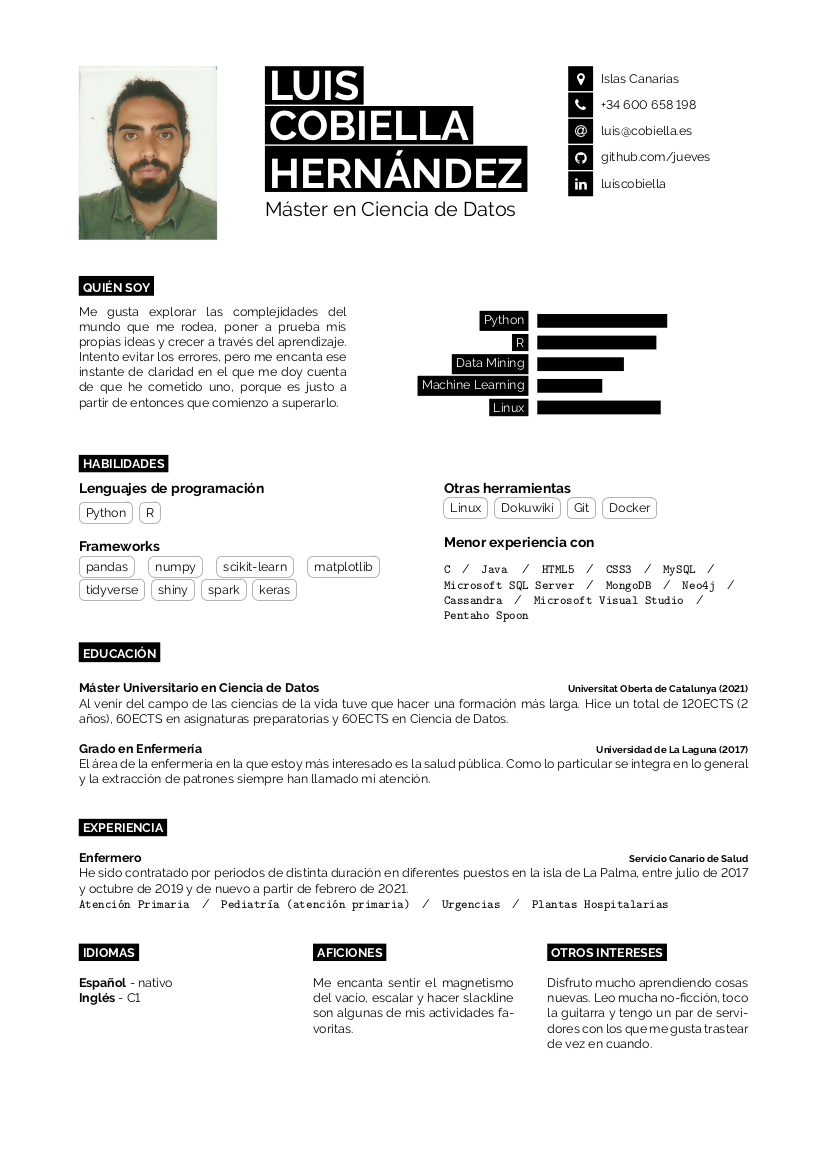 LUIS
COBIELLA
HERNÁNDEZ
Máster en Ciencia de Datos
Islas Canarias
+34 600 658 198
luis@cobiella.es
github.com/jueves
luiscobiella
QUIÉN SOY
Me gusta explorar las complejidades del
mundo que me rodea, poner a prueba mis
propias ideas y crecer a través del aprendizaje.
Intento evitar los errores, pero me encanta ese
instante de claridad en el que me doy cuenta
de que he cometido uno, porque es justo a
partir de entonces que comienzo a superarlo.
Python
R
Data Mining
Machine Learning
Linux
HABILIDADES
Lenguajes de programación
Python R
Frameworks
pandas numpy scikit-learn matplotlib
tidyverse shiny spark keras
Otras herramientas
Linux Dokuwiki Git Docker
Menor experiencia con
C / Java / HTML5 / CSS3 / MySQL /
Microsoft SQL Server / MongoDB / Neo4j /
Cassandra / Microsoft Visual Studio /
Pentaho Spoon
EDUCACIÓN
Máster Universitario en Ciencia de Datos Universitat Oberta de Catalunya (2021)
Al venir del campo de las ciencias de la vida tuve que hacer una formación más larga. Hice un total de 120ECTS (2
años), 60ECTS en asignaturas preparatorias y 60ECTS en Ciencia de Datos.
Grado en Enfermería Universidad de La Laguna (2017)
El área de la enfermería en la que estoy más interesado es la salud pública. Como lo particular se integra en lo general
y la extracción de patrones siempre han llamado mi atención.
EXPERIENCIA
Enfermero Servicio Canario de Salud
He sido contratado por periodos de distinta duración en diferentes puestos en la isla de La Palma, entre julio de 2017
y octubre de 2019 y de nuevo a partir de febrero de 2021.
Atención Primaria / Pediatría (atención primaria) / Urgencias / Plantas Hospitalarias
IDIOMAS
Español - nativo
Inglés - C1
AFICIONES
Me encanta sentir el magnetismo
del vacio, escalar y hacer slackline
son algunas de mis actividades fa-
voritas.
OTROS INTERESES
Disfruto mucho aprendiendo cosas
nuevas. Leo mucha no-ficción, toco
la guitarra y tengo un par de servi-
dores con los que me gusta trastear
de vez en cuando.